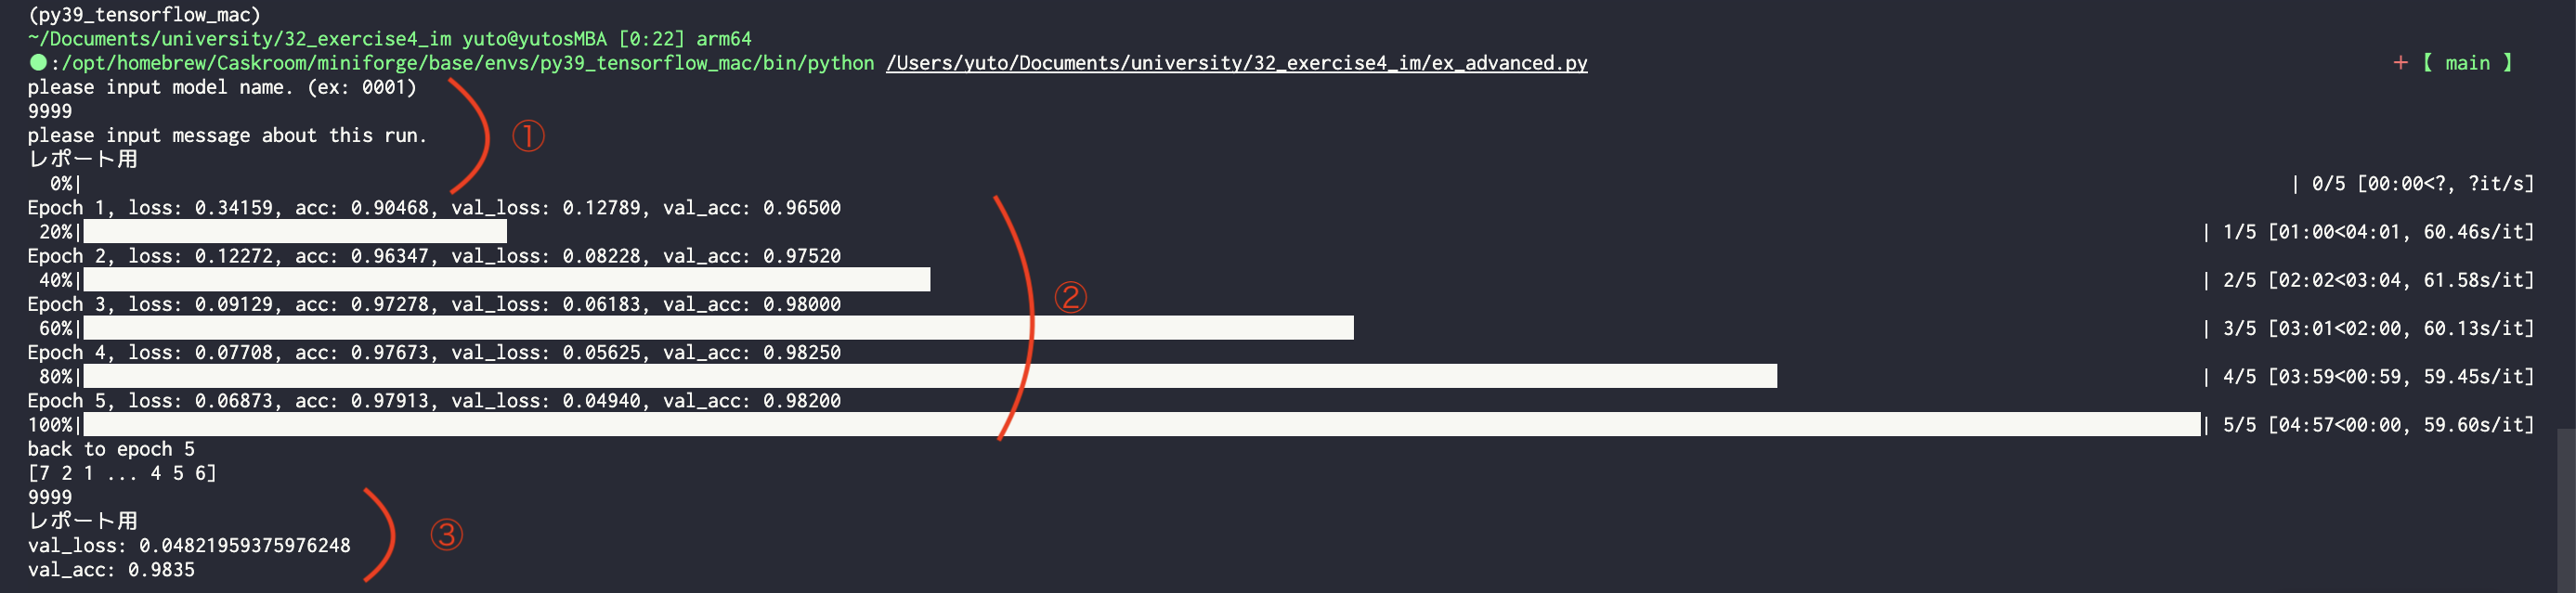 (py39_tensorflow_mac)
~/Documents/university/32_exercise4_im yuto@yutosMBA [0:22] arm64
●:/opt/homebrew/Caskroom/miniforge/base/envs/py39_tensorflow_mac/bin/python /Users/yuto/Documents/university/32_exercise4_im/ex_advanced.py +【 main 】
please input model name. (ex: 0001)
9999
please input message about this run.
①
レポート用
0%| | 0/5 [00:00<?, ?it/s]
Epoch 1, loss: 0.34159, acc: 0.90468, val_loss: 0.12789, val_acc: 0.96500
20%| | 1/5 [01:00<04:01, 60.46s/it]
Epoch 2, loss: 0.12272, acc: 0.96347, val_loss: 0.08228, val_acc: 0.97520
40%| | 2/5 [02:02<03:04, 61.58s/it]
Epoch 3, loss: 0.09129, acc: 0.97278, val_loss: 0.06183, val_acc: 0.98000
②
60%| | 3/5 [03:01<02:00, 60.13s/it]
Epoch 4, loss: 0.07708, acc: 0.97673, val_loss: 0.05625, val_acc: 0.98250
80%| | 4/5 [03:59<00:59, 59.45s/it]
Epoch 5, loss: 0.06873, acc: 0.97913, val_loss: 0.04940, val_acc: 0.98200
100%| | 5/5 [04:57<00:00, 59.60s/it]
back to epoch 5
[7 2 1 ... 4 5 6]
9999
レポート用
③
val_loss: 0.04821959375976248
val_acc: 0.9835